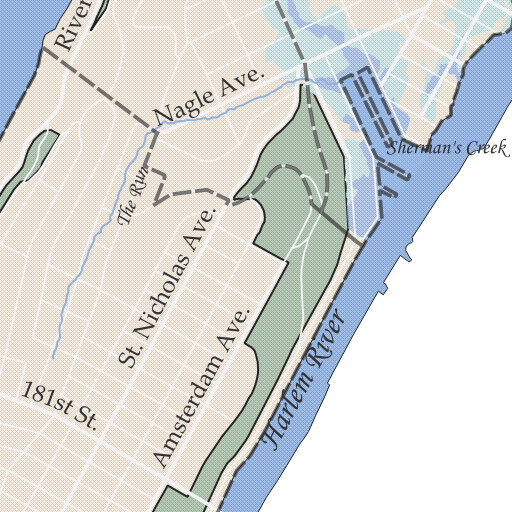 River
Nagle Ave.
Sherman's Creek
The Run
St. Nicholas Ave.
Amsterdam Ave.
Harlem River
181st St.